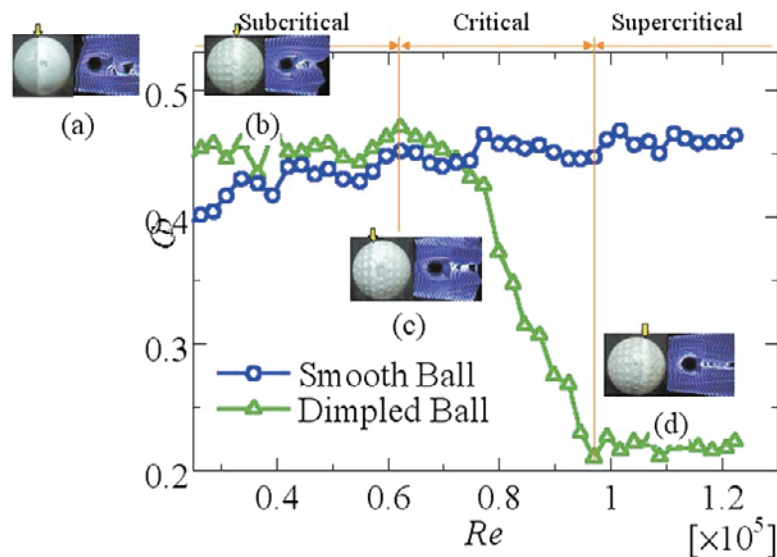 Subcritical Critical Supercritical
(a) (b)
0.5
0.4
C_D
(c)
0.3
Smooth Ball
Dimpled Ball
(d)
0.2
0.4 0.6 0.8 1 1.2
Re [×10⁵]